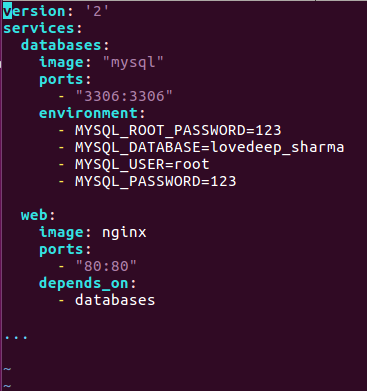 version: '2'
services:
  databases:
    image: "mysql"
    ports:
      - "3306:3306"
    environment:
      - MYSQL_ROOT_PASSWORD=123
      - MYSQL_DATABASE=lovedeep_sharma
      - MYSQL_USER=root
      - MYSQL_PASSWORD=123

  web:
    image: nginx
    ports:
      - "80:80"
    depends_on:
      - databases

...

~
~